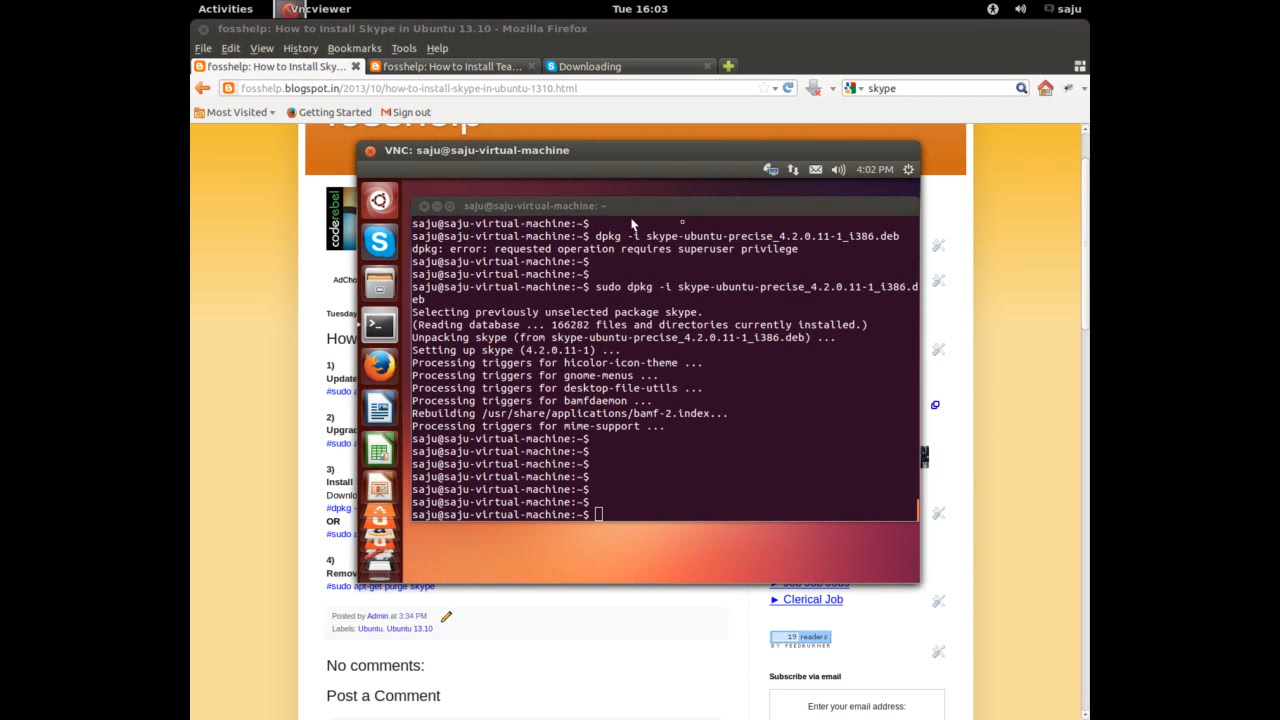 Activities
Vncviewer
Tue 16:03
saju
fosshelp: How to Install Skype in Ubuntu 13.10 - Mozilla Firefox
File Edit View History Bookmarks Tools Help
fosshelp: How to Install Sky...
fosshelp: How to Install Tea...
Downloading
fosshelp.blogspot.in/2013/10/how-to-install-skype-in-ubuntu-1310.html
skype
Most Visited
Getting Started
Sign out
VNC: saju@saju-virtual-machine
4:02 PM
saju@saju-virtual-machine: ~
saju@saju-virtual-machine:~$
saju@saju-virtual-machine:~$ dpkg -i skype-ubuntu-precise_4.2.0.11-1_i386.deb
dpkg: error: requested operation requires superuser privilege
saju@saju-virtual-machine:~$
saju@saju-virtual-machine:~$
saju@saju-virtual-machine:~$ sudo dpkg -i skype-ubuntu-precise_4.2.0.11-1_i386.d
eb
Selecting previously unselected package skype.
(Reading database ... 166282 files and directories currently installed.)
Unpacking skype (from skype-ubuntu-precise_4.2.0.11-1_i386.deb) ...
Setting up skype (4.2.0.11-1) ...
Processing triggers for hicolor-icon-theme ...
Processing triggers for gnome-menus ...
Processing triggers for desktop-file-utils ...
Processing triggers for bamfdaemon ...
Rebuilding /usr/share/applications/bamf-2.index...
Processing triggers for mime-support ...
saju@saju-virtual-machine:~$
saju@saju-virtual-machine:~$
saju@saju-virtual-machine:~$
saju@saju-virtual-machine:~$
saju@saju-virtual-machine:~$
saju@saju-virtual-machine:~$
saju@saju-virtual-machine:~$
coderebel
AdCho
Tuesday
How
1)
Update
#sudo a
2)
Upgra
#sudo a
3)
Install
Downlo
#dpkg -
OR
#sudo a
4)
Remov
#sudo apt-get purge skype
Posted by Admin at 3:34 PM
Labels: Ubuntu, Ubuntu 13.10
No comments:
Post a Comment
► Clerical Job
19 readers
BY FEEDBURNER
Subscribe via email
Enter your email address: